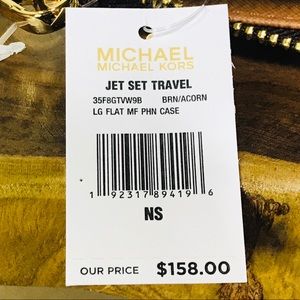 MICHAEL
MICHAEL KORS
JET SET TRAVEL
35F8GTVW9B BRN/ACORN
LG FLAT MF PHN CASE
1 92317 89419 6
NS
OUR PRICE $158.00